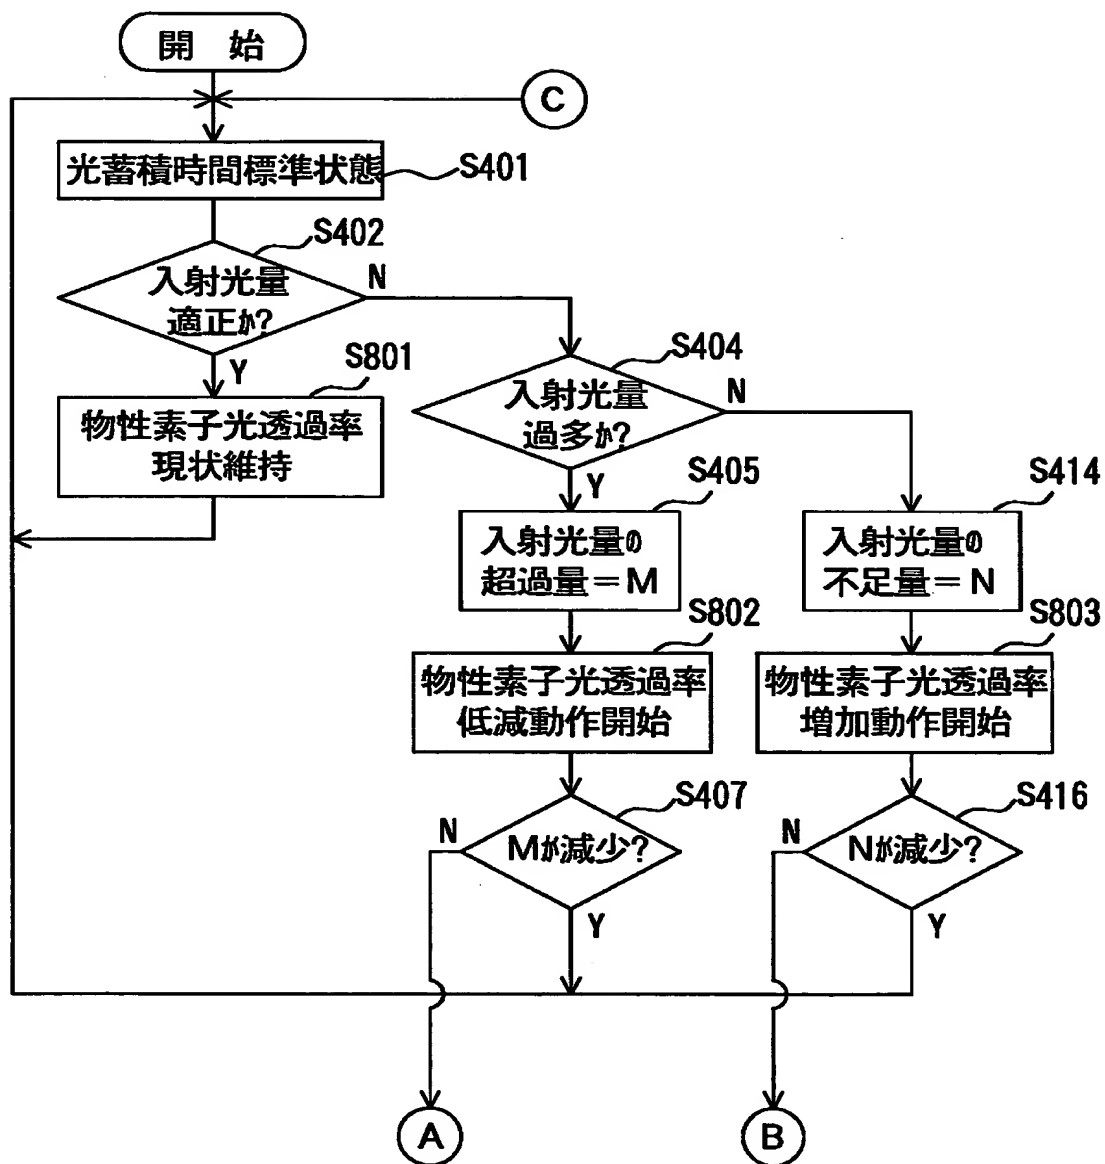 開 始
C
光蓄積時間標準状態
S401
S402
入射光量
適正か?
N
Y
S801
物性素子光透過率
現状維持
S404
入射光量
過多か?
N
Y
S405
入射光量の
超過量=M
S414
入射光量の
不足量=N
S802
物性素子光透過率
低減動作開始
S803
物性素子光透過率
増加動作開始
S407
Mが減少?
N
Y
S416
Nが減少?
N
Y
A
B